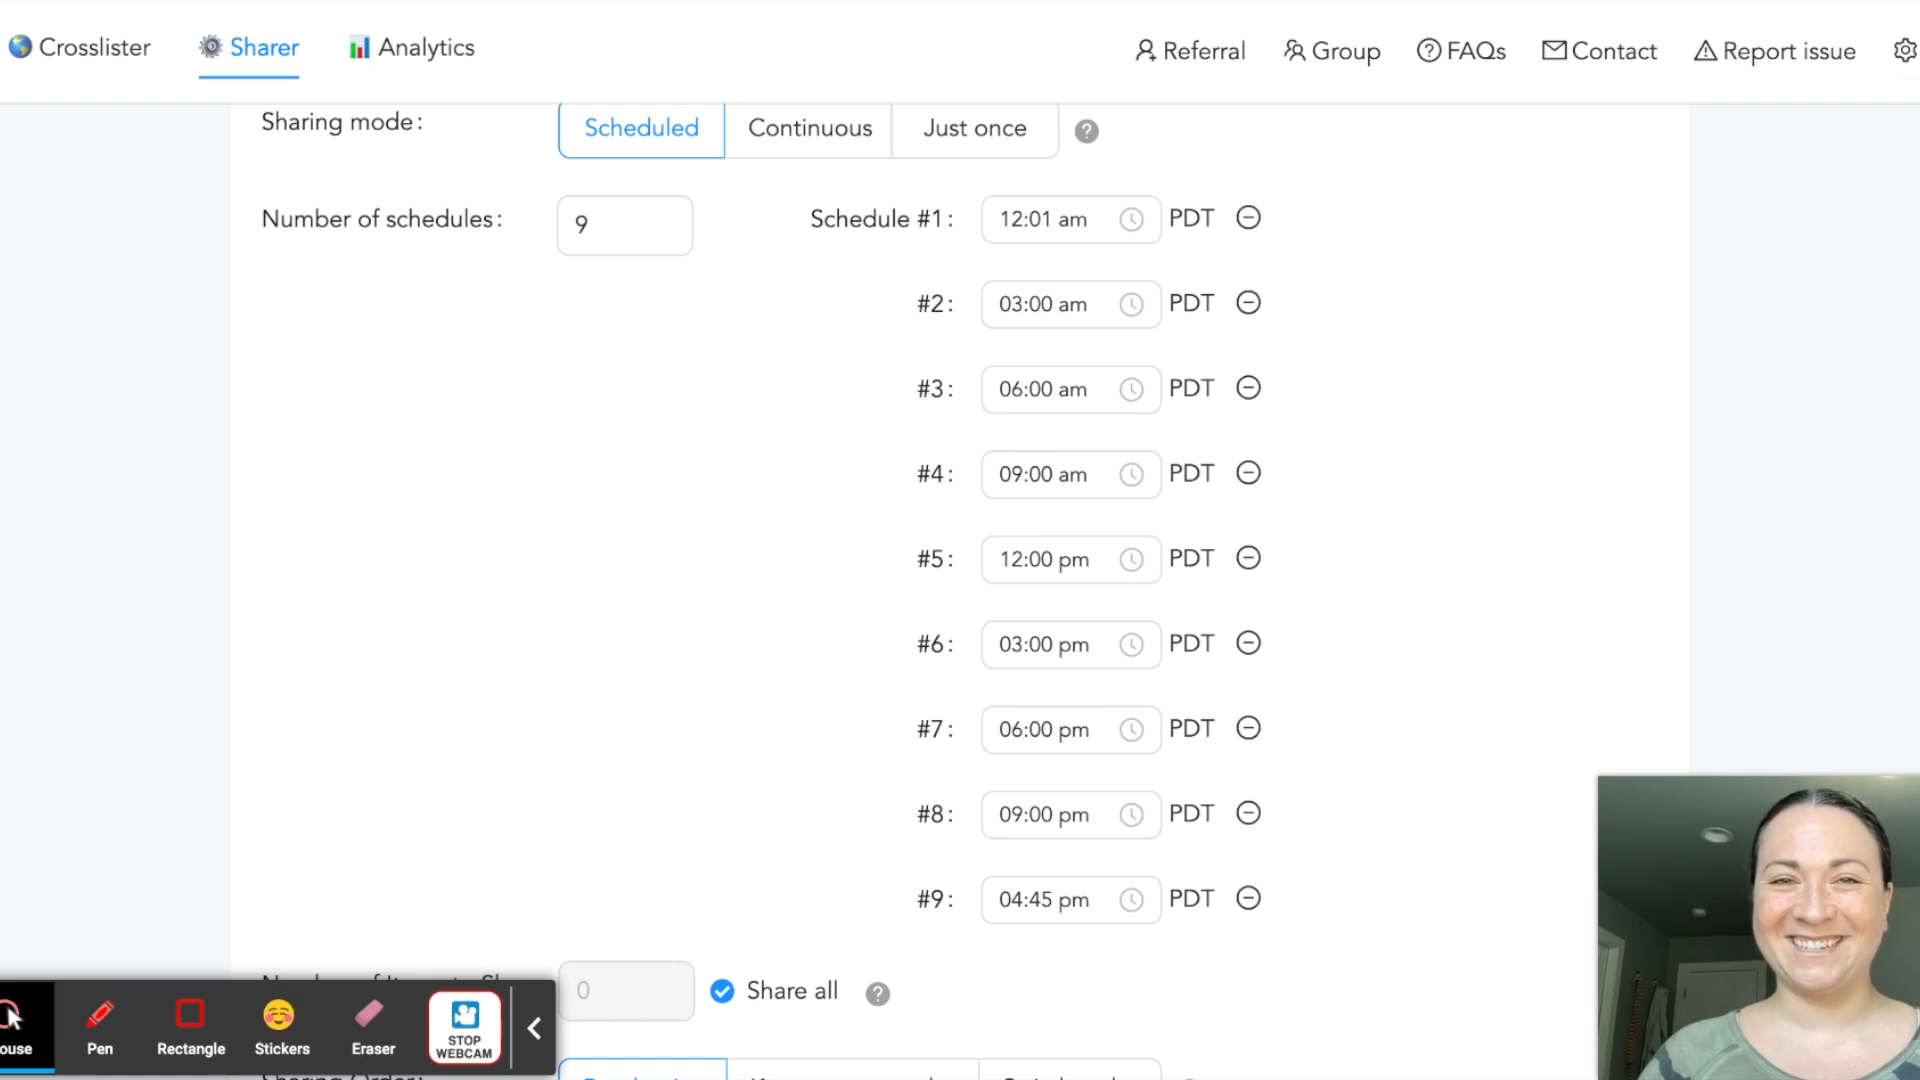 Crosslister Sharer Analytics Referral Group FAQs Contact Report issue
Sharing mode: Scheduled Continuous Just once
Number of schedules: 9 Schedule #1: 12:01 am PDT
#2: 03:00 am PDT
#3: 06:00 am PDT
#4: 09:00 am PDT
#5: 12:00 pm PDT
#6: 03:00 pm PDT
#7: 06:00 pm PDT
#8: 09:00 pm PDT
#9: 04:45 pm PDT
0 Share all
ouse Pen Rectangle Stickers Eraser STOP
WEBCAM